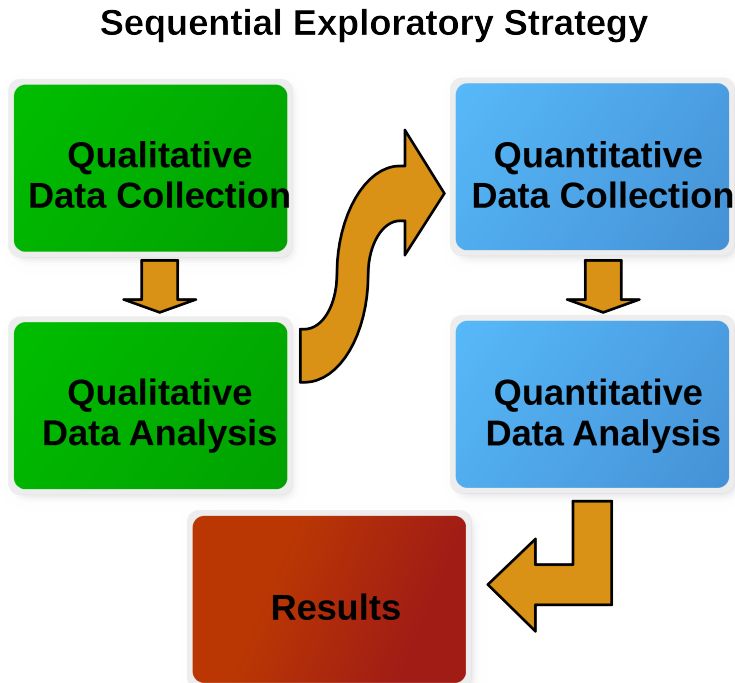 Sequential Exploratory Strategy
Qualitative
Data Collection
Qualitative
Data Analysis
Quantitative
Data Collection
Quantitative
Data Analysis
Results